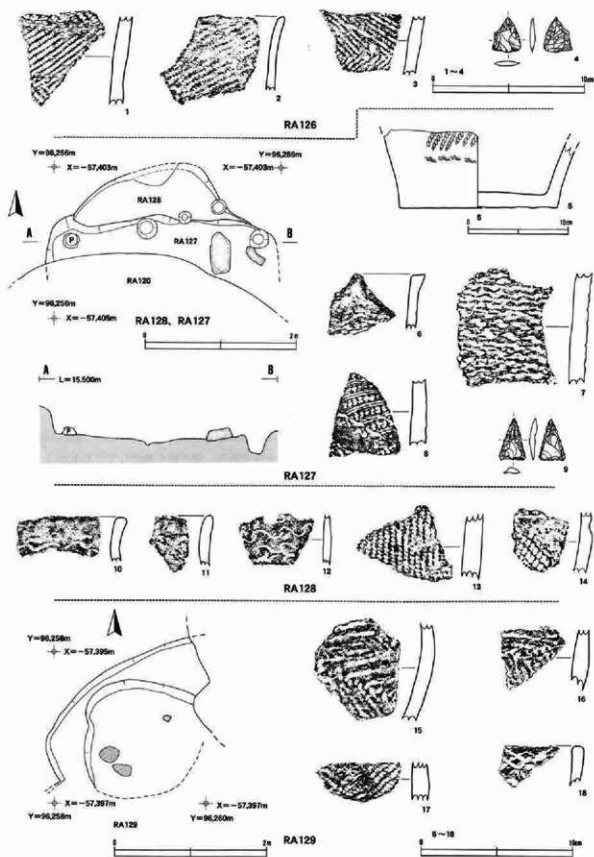 1
2
3
4
1～4
0 10cm
RA126
Y=96,256m
X=-57,403m
Y=96,259m
X=-57,403m
RA128
A
B
P
RA127
RA120
Y=96,256m
X=-57,405m
RA128、RA127
0 2m
5
5
0 10cm
A
B
L=15.500m
P
6
7
8
9
RA127
10
11
12
13
14
RA128
Y=96,258m
X=-57,395m
X=-57,397m
Y=96,258m
X=-57,397m
Y=96,260m
RA129
0 2m
15
16
17
18
RA129
6～18
0 10cm